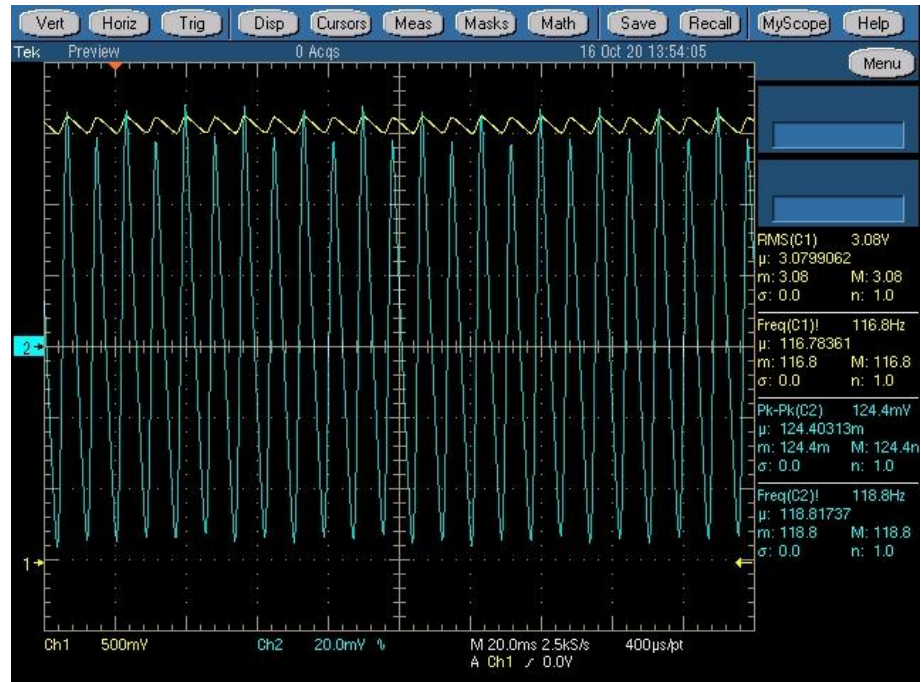 Vert Horiz Trig Disp Cursors Meas Masks Math Save Recall MyScope Help
Tek Preview 0 Acqs 16 Oct 20 13:54:05
Menu
RMS(C1) 3.08V
µ: 3.0799062
m: 3.08 M: 3.08
σ: 0.0 n: 1.0
Freq(C1)! 116.8Hz
µ: 116.78361
m: 116.8 M: 116.8
σ: 0.0 n: 1.0
2
Pk-Pk(C2) 124.4mV
µ: 124.40313m
m: 124.4m M: 124.4
σ: 0.0 n: 1.0
Freq(C2)! 118.8Hz
µ: 118.81737
m: 118.8 M: 118.8
σ: 0.0 n: 1.0
1
Ch1 500mV Ch2 20.0mV M 20.0ms 2.5kS/s 400µs/pt
A Ch1 0.0V